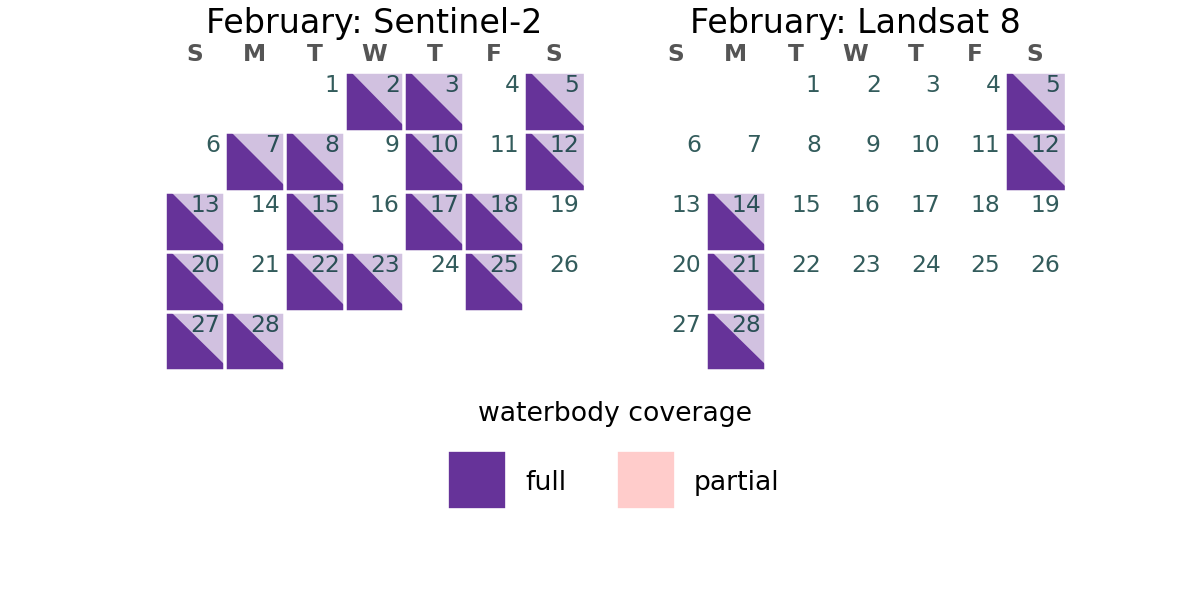 February: Sentinel-2
S M T W T F S
1 2 3 4 5
6 7 8 9 10 11 12
13 14 15 16 17 18 19
20 21 22 23 24 25 26
27 28
February: Landsat 8
S M T W T F S
1 2 3 4 5
6 7 8 9 10 11 12
13 14 15 16 17 18 19
20 21 22 23 24 25 26
27 28
waterbody coverage
full partial